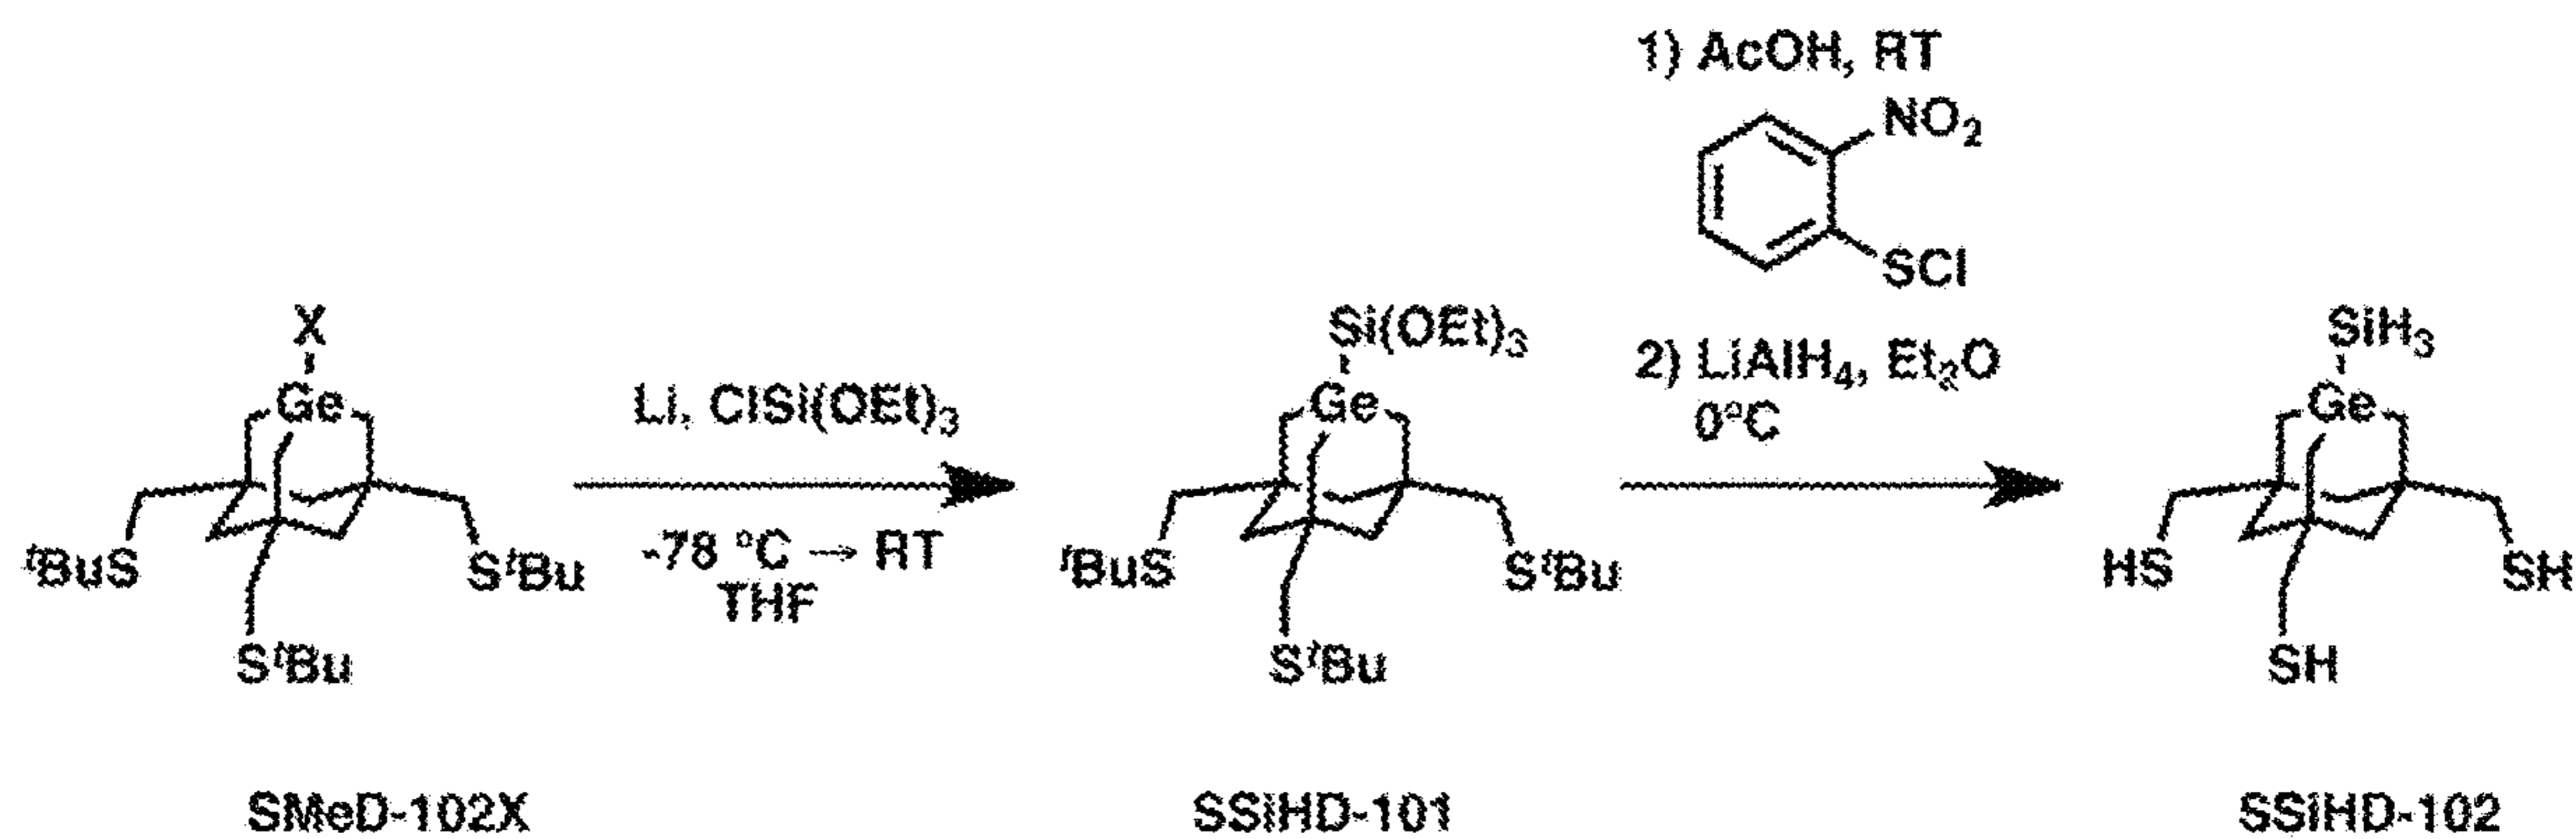 1) AcOH, RT
NO₂
SCl
2) LiAlH₄, Et₂O
0°C
X
Ge
ᵗBuS
SᵗBu
SᵗBu
Li, ClSi(OEt)₃
-78 °C → RT
THF
Si(OEt)₃
Ge
ᵗBuS
SᵗBu
SᵗBu
SiH₃
Ge
HS
SH
SH
SMeD-102X
SSiHD-101
SSiHD-102